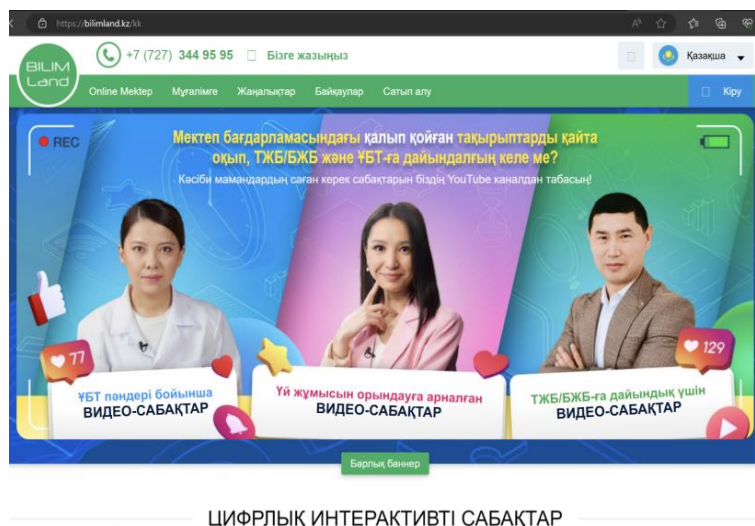 https://bilimland.kz/kk
BILIM
Land
+7 (727) 344 95 95
Бізге жазыңыз
Қазақша
Online Mektep Мұғалімге Жаңалықтар Байқаулар Сатып алу
Кіру
REC
Мектеп бағдарламасындағы қалып қойған тақырыптарды қайта
оқып, ТЖБ/БЖБ және ҰБТ-ға дайындалғың келе ме?
Кәсіби мамандардың саған керек сабақтарын біздің YouTube каналдан табасың!
77
129
ҰБТ пәндері бойынша
ВИДЕО-САБАҚТАР
Үй жұмысын орындауға арналған
ВИДЕО-САБАҚТАР
ТЖБ/БЖБ-ға дайындық үшін
ВИДЕО-САБАҚТАР
Барлық баннер
ЦИФРЛЫҚ ИНТЕРАКТИВТІ САБАҚТАР